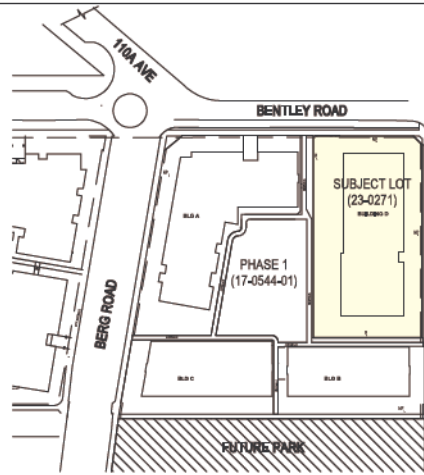 110A AVE
BENTLEY ROAD
SUBJECT LOT
(23-0271)
BUILDING D
BLD A
PHASE 1
(17-0544-01)
BERG ROAD
BLD C
BLD B
FUTURE PARK